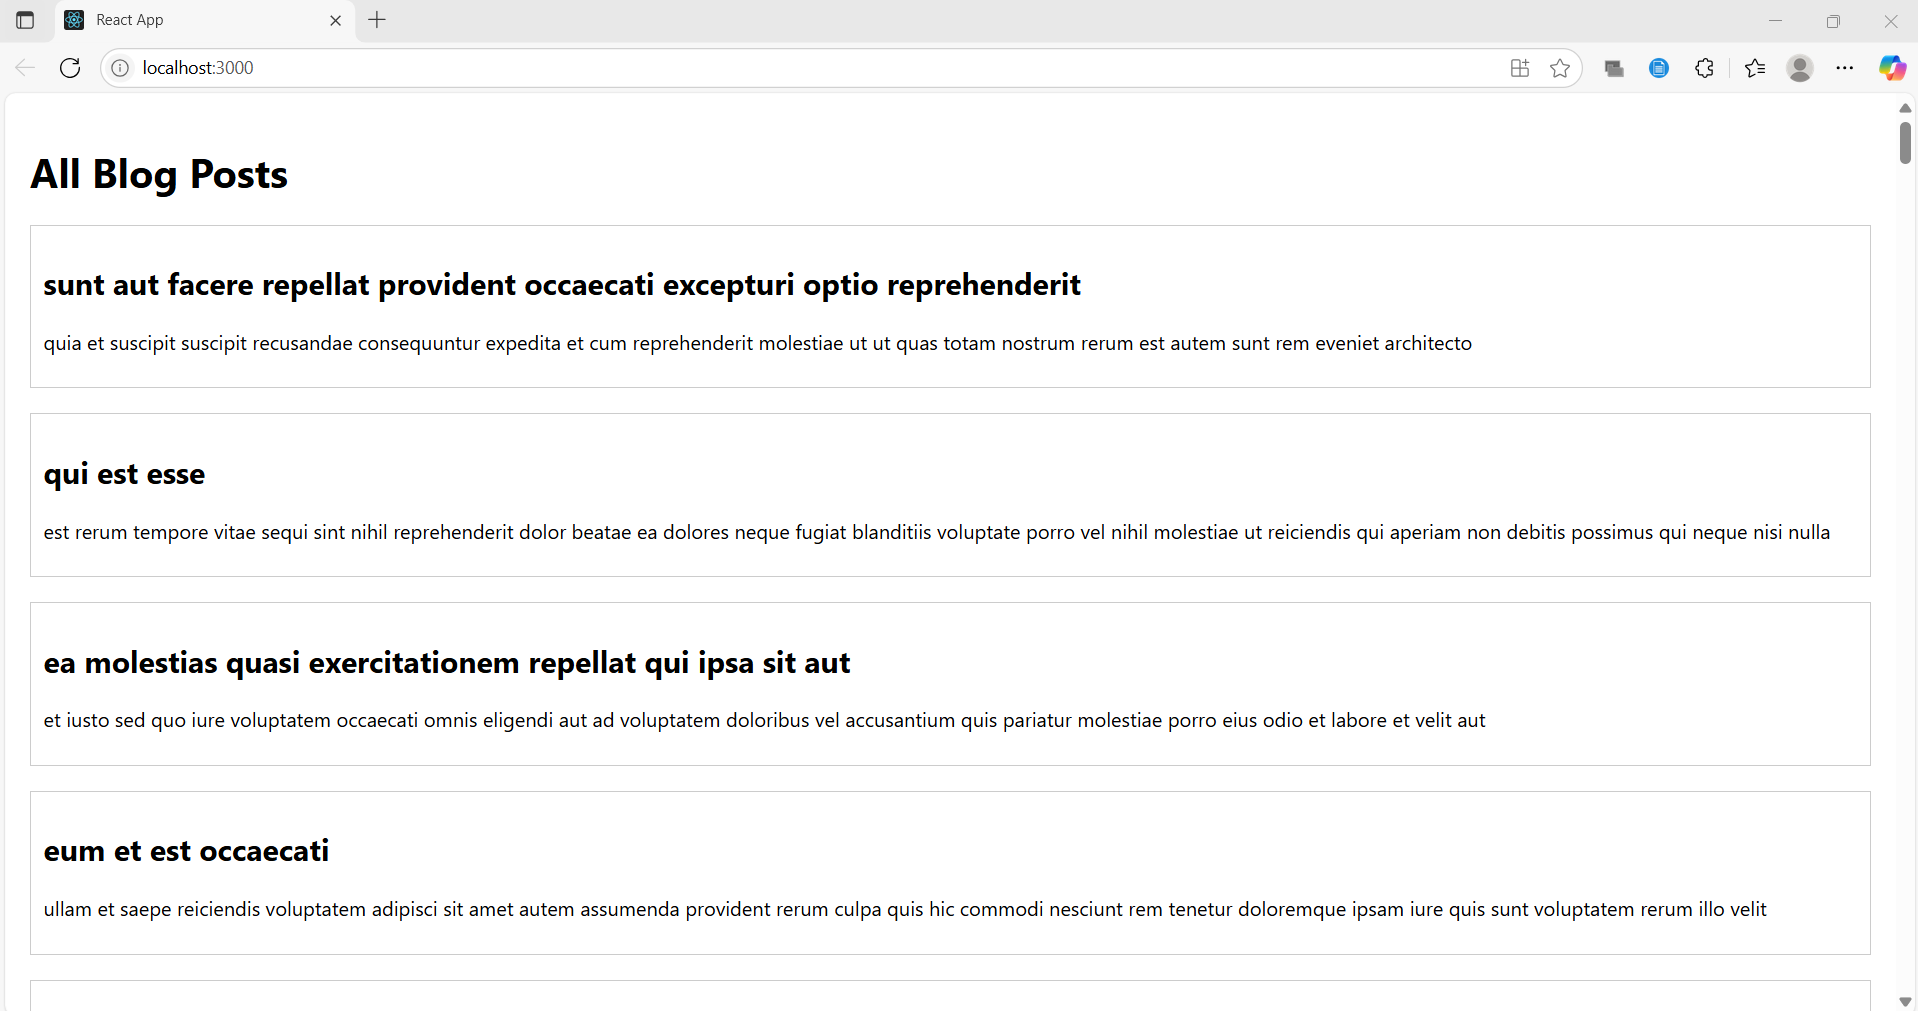 React App
localhost:3000
All Blog Posts
sunt aut facere repellat provident occaecati excepturi optio reprehenderit
quia et suscipit suscipit recusandae consequuntur expedita et cum reprehenderit molestiae ut ut quas totam nostrum rerum est autem sunt rem eveniet architecto
qui est esse
est rerum tempore vitae sequi sint nihil reprehenderit dolor beatae ea dolores neque fugiat blanditiis voluptate porro vel nihil molestiae ut reiciendis qui aperiam non debitis possimus qui neque nisi nulla
ea molestias quasi exercitationem repellat qui ipsa sit aut
et iusto sed quo iure voluptatem occaecati omnis eligendi aut ad voluptatem doloribus vel accusantium quis pariatur molestiae porro eius odio et labore et velit aut
eum et est occaecati
ullam et saepe reiciendis voluptatem adipisci sit amet autem assumenda provident rerum culpa quis hic commodi nesciunt rem tenetur doloremque ipsam iure quis sunt voluptatem rerum illo velit